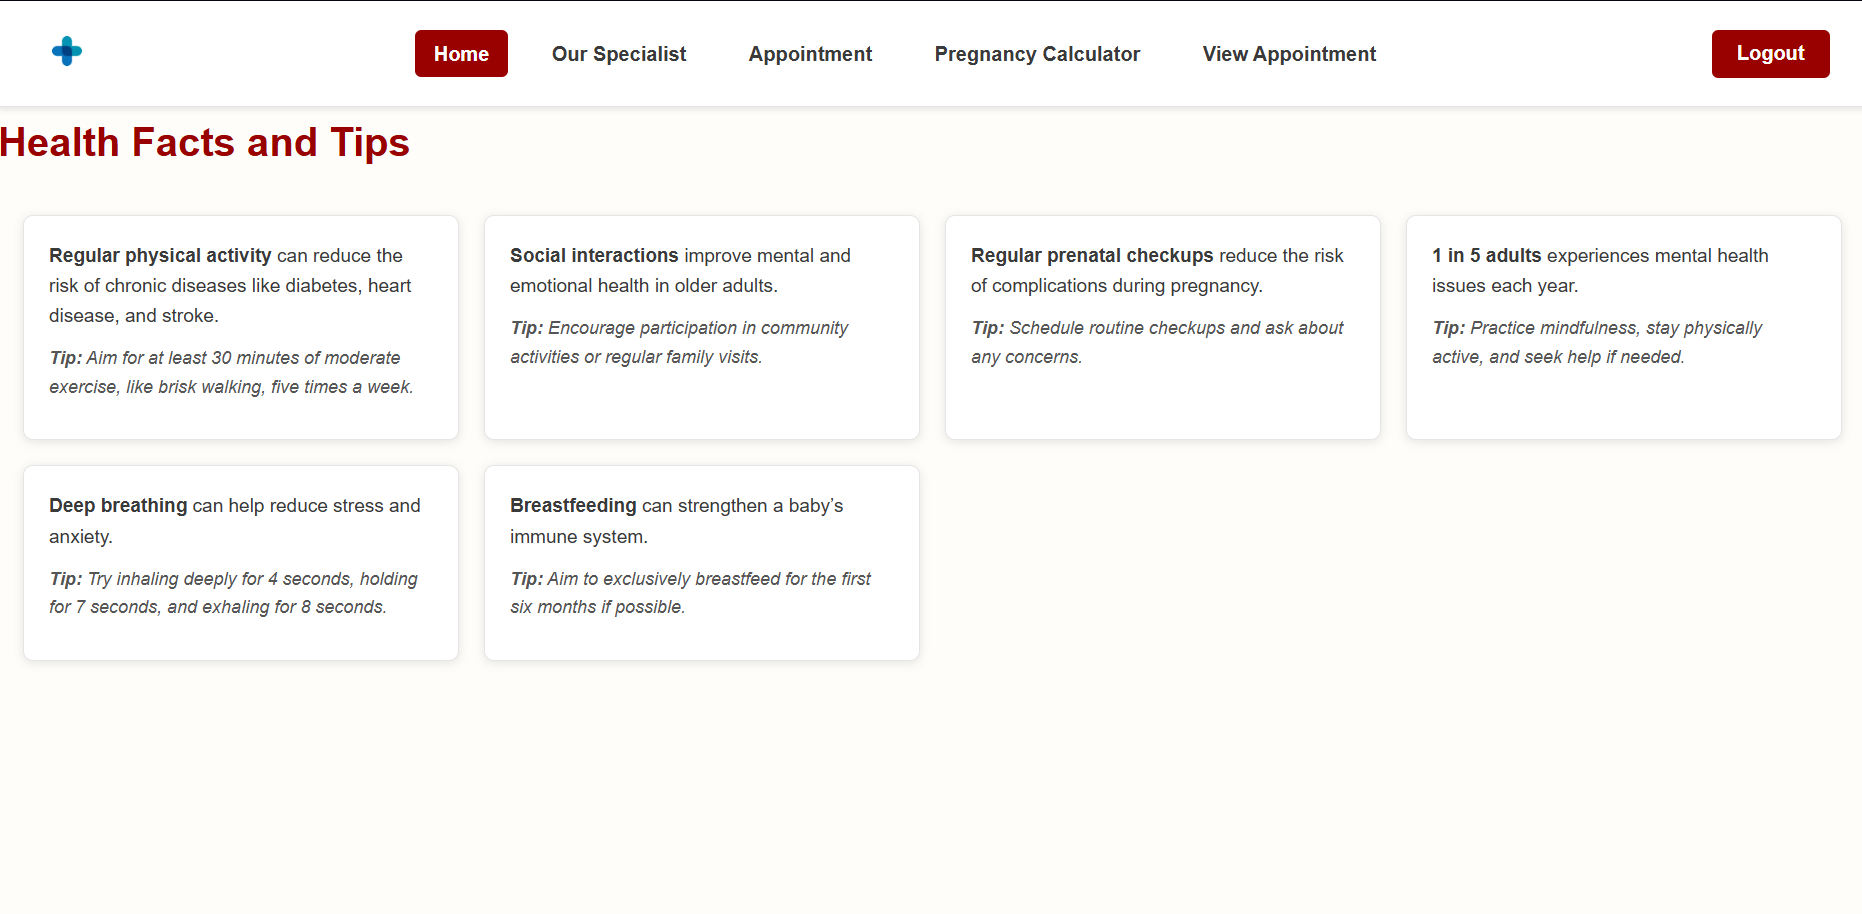 Home
Our Specialist
Appointment
Pregnancy Calculator
View Appointment
Logout
Health Facts and Tips
Regular physical activity can reduce the
risk of chronic diseases like diabetes, heart
disease, and stroke.
Tip: Aim for at least 30 minutes of moderate
exercise, like brisk walking, five times a week.
Social interactions improve mental and
emotional health in older adults.
Tip: Encourage participation in community
activities or regular family visits.
Regular prenatal checkups reduce the risk
of complications during pregnancy.
Tip: Schedule routine checkups and ask about
any concerns.
1 in 5 adults experiences mental health
issues each year.
Tip: Practice mindfulness, stay physically
active, and seek help if needed.
Deep breathing can help reduce stress and
anxiety.
Tip: Try inhaling deeply for 4 seconds, holding
for 7 seconds, and exhaling for 8 seconds.
Breastfeeding can strengthen a baby’s
immune system.
Tip: Aim to exclusively breastfeed for the first
six months if possible.